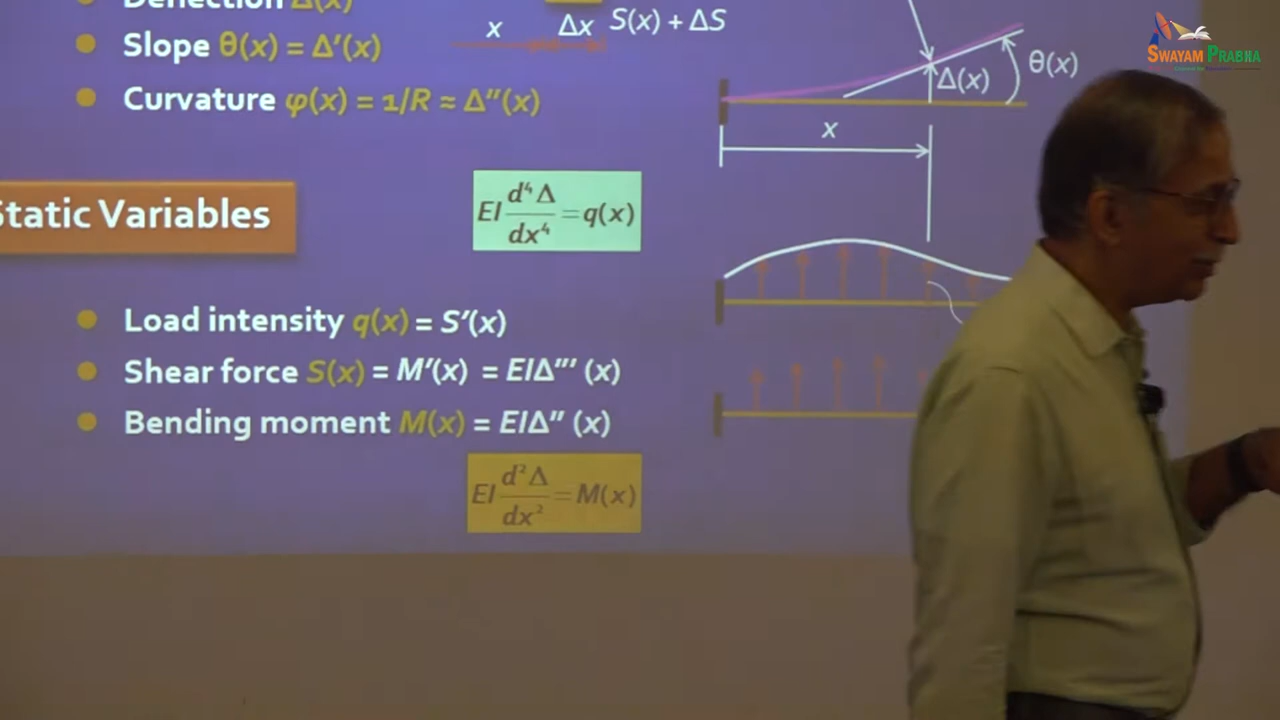 Deflection Δ(x)
x Δx S(x) + ΔS
Slope θ(x) = Δ′(x)
Δ(x) θ(x)
Curvature φ(x) = 1/R ≈ Δ″(x)
x
Static Variables
EI d⁴Δ/dx⁴ = q(x)
Load intensity q(x) = S′(x)
Shear force S(x) = M′(x) = EIΔ‴ (x)
Bending moment M(x) = EIΔ″ (x)
EI d²Δ/dx² = M(x)
SWAYAM PRABHA